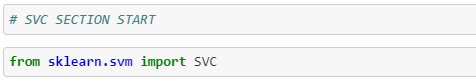 # SVC SECTION START
from sklearn.svm import SVC